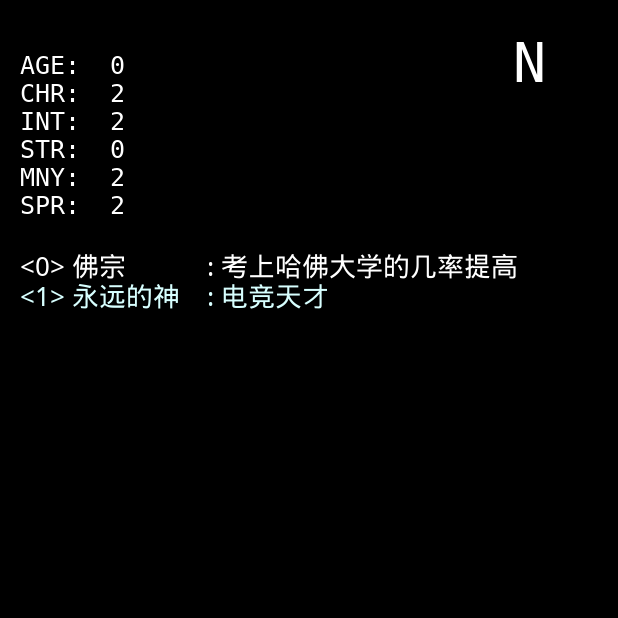 N
AGE: 0
CHR: 2
INT: 2
STR: 0
MNY: 2
SPR: 2
<0> 佛宗 : 考上哈佛大学的几率提高
<1> 永远的神 : 电竞天才